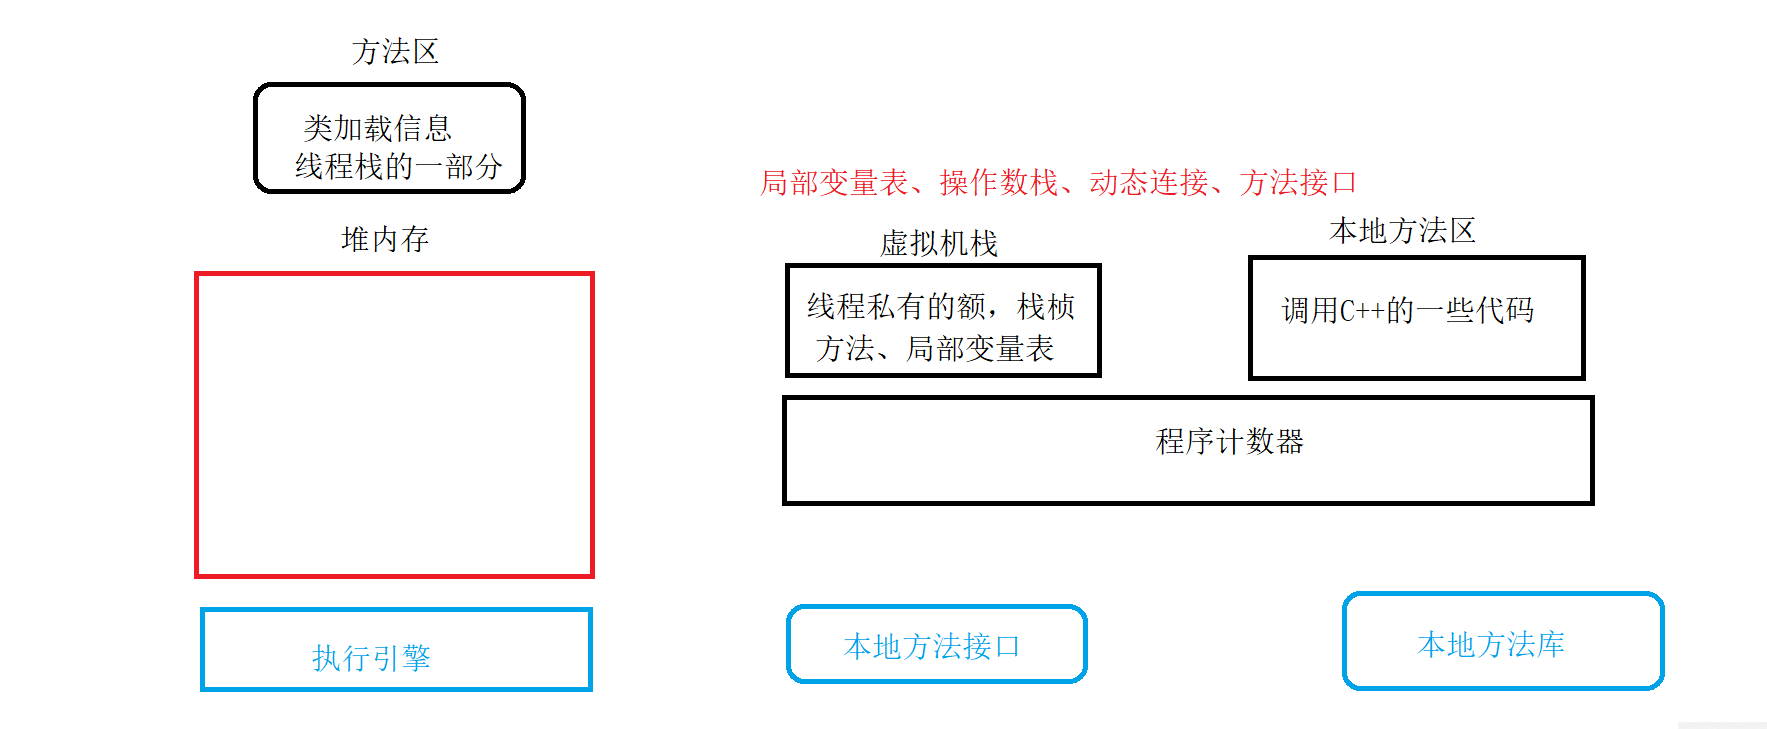 方法区
类加载信息
线程栈的一部分
堆内存
局部变量表、操作数栈、动态连接、方法接口
虚拟机栈
线程私有的额，栈桢
方法、局部变量表
本地方法区
调用C++的一些代码
程序计数器
执行引擎
本地方法接口
本地方法库